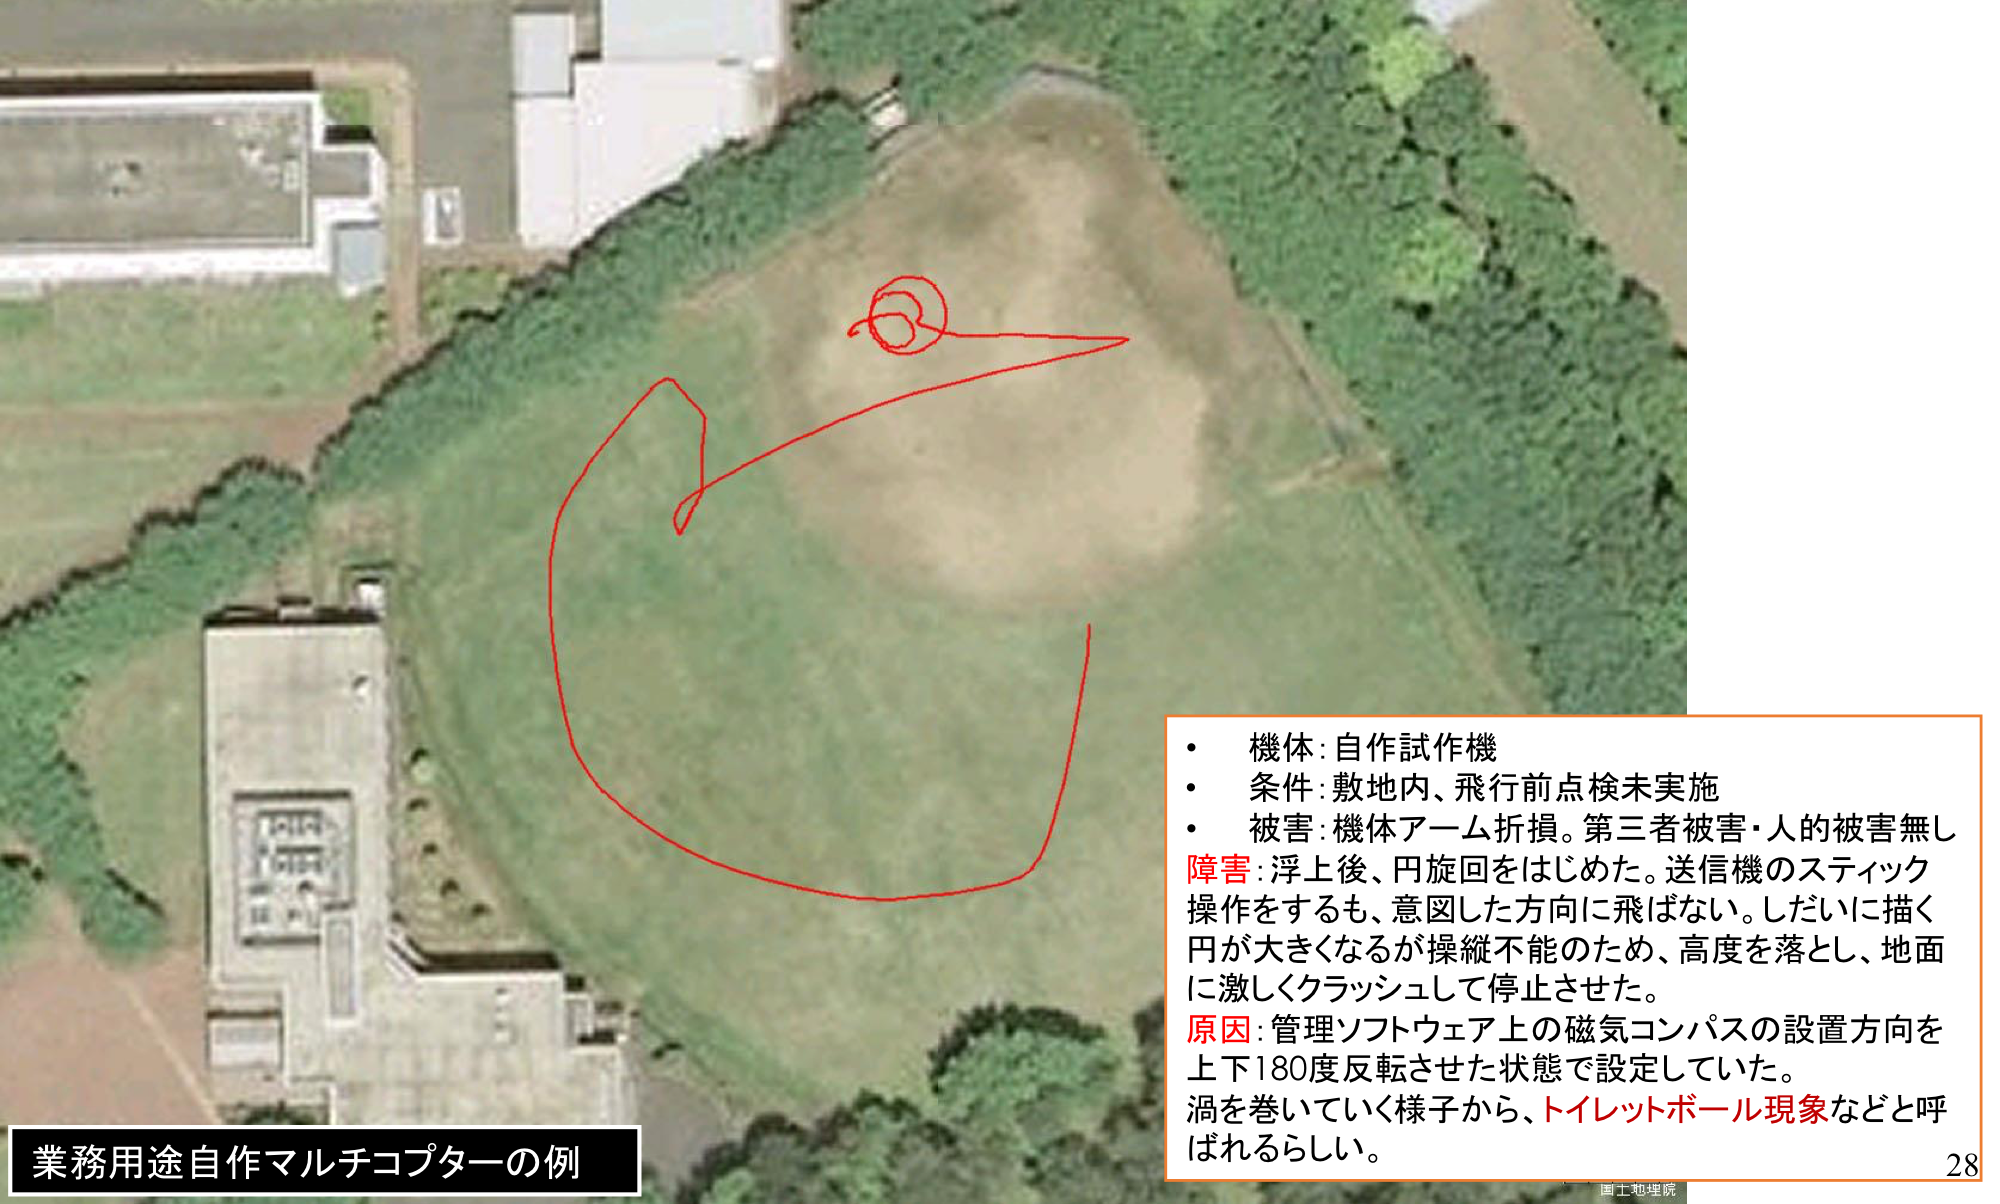 • 機体：自作試作機
• 条件：敷地内、飛行前点検未実施
• 被害：機体アーム折損。第三者被害・人的被害無し
障害：浮上後、円旋回をはじめた。送信機のスティック
操作をするも、意図した方向に飛ばない。しだいに描く
円が大きくなるが操縦不能のため、高度を落とし、地面
に激しくクラッシュして停止させた。
原因：管理ソフトウェア上の磁気コンパスの設置方向を
上下180度反転させた状態で設定していた。
渦を巻いていく様子から、トイレットボール現象などと呼
ばれるらしい。
28
業務用途自作マルチコプターの例
国土地理院